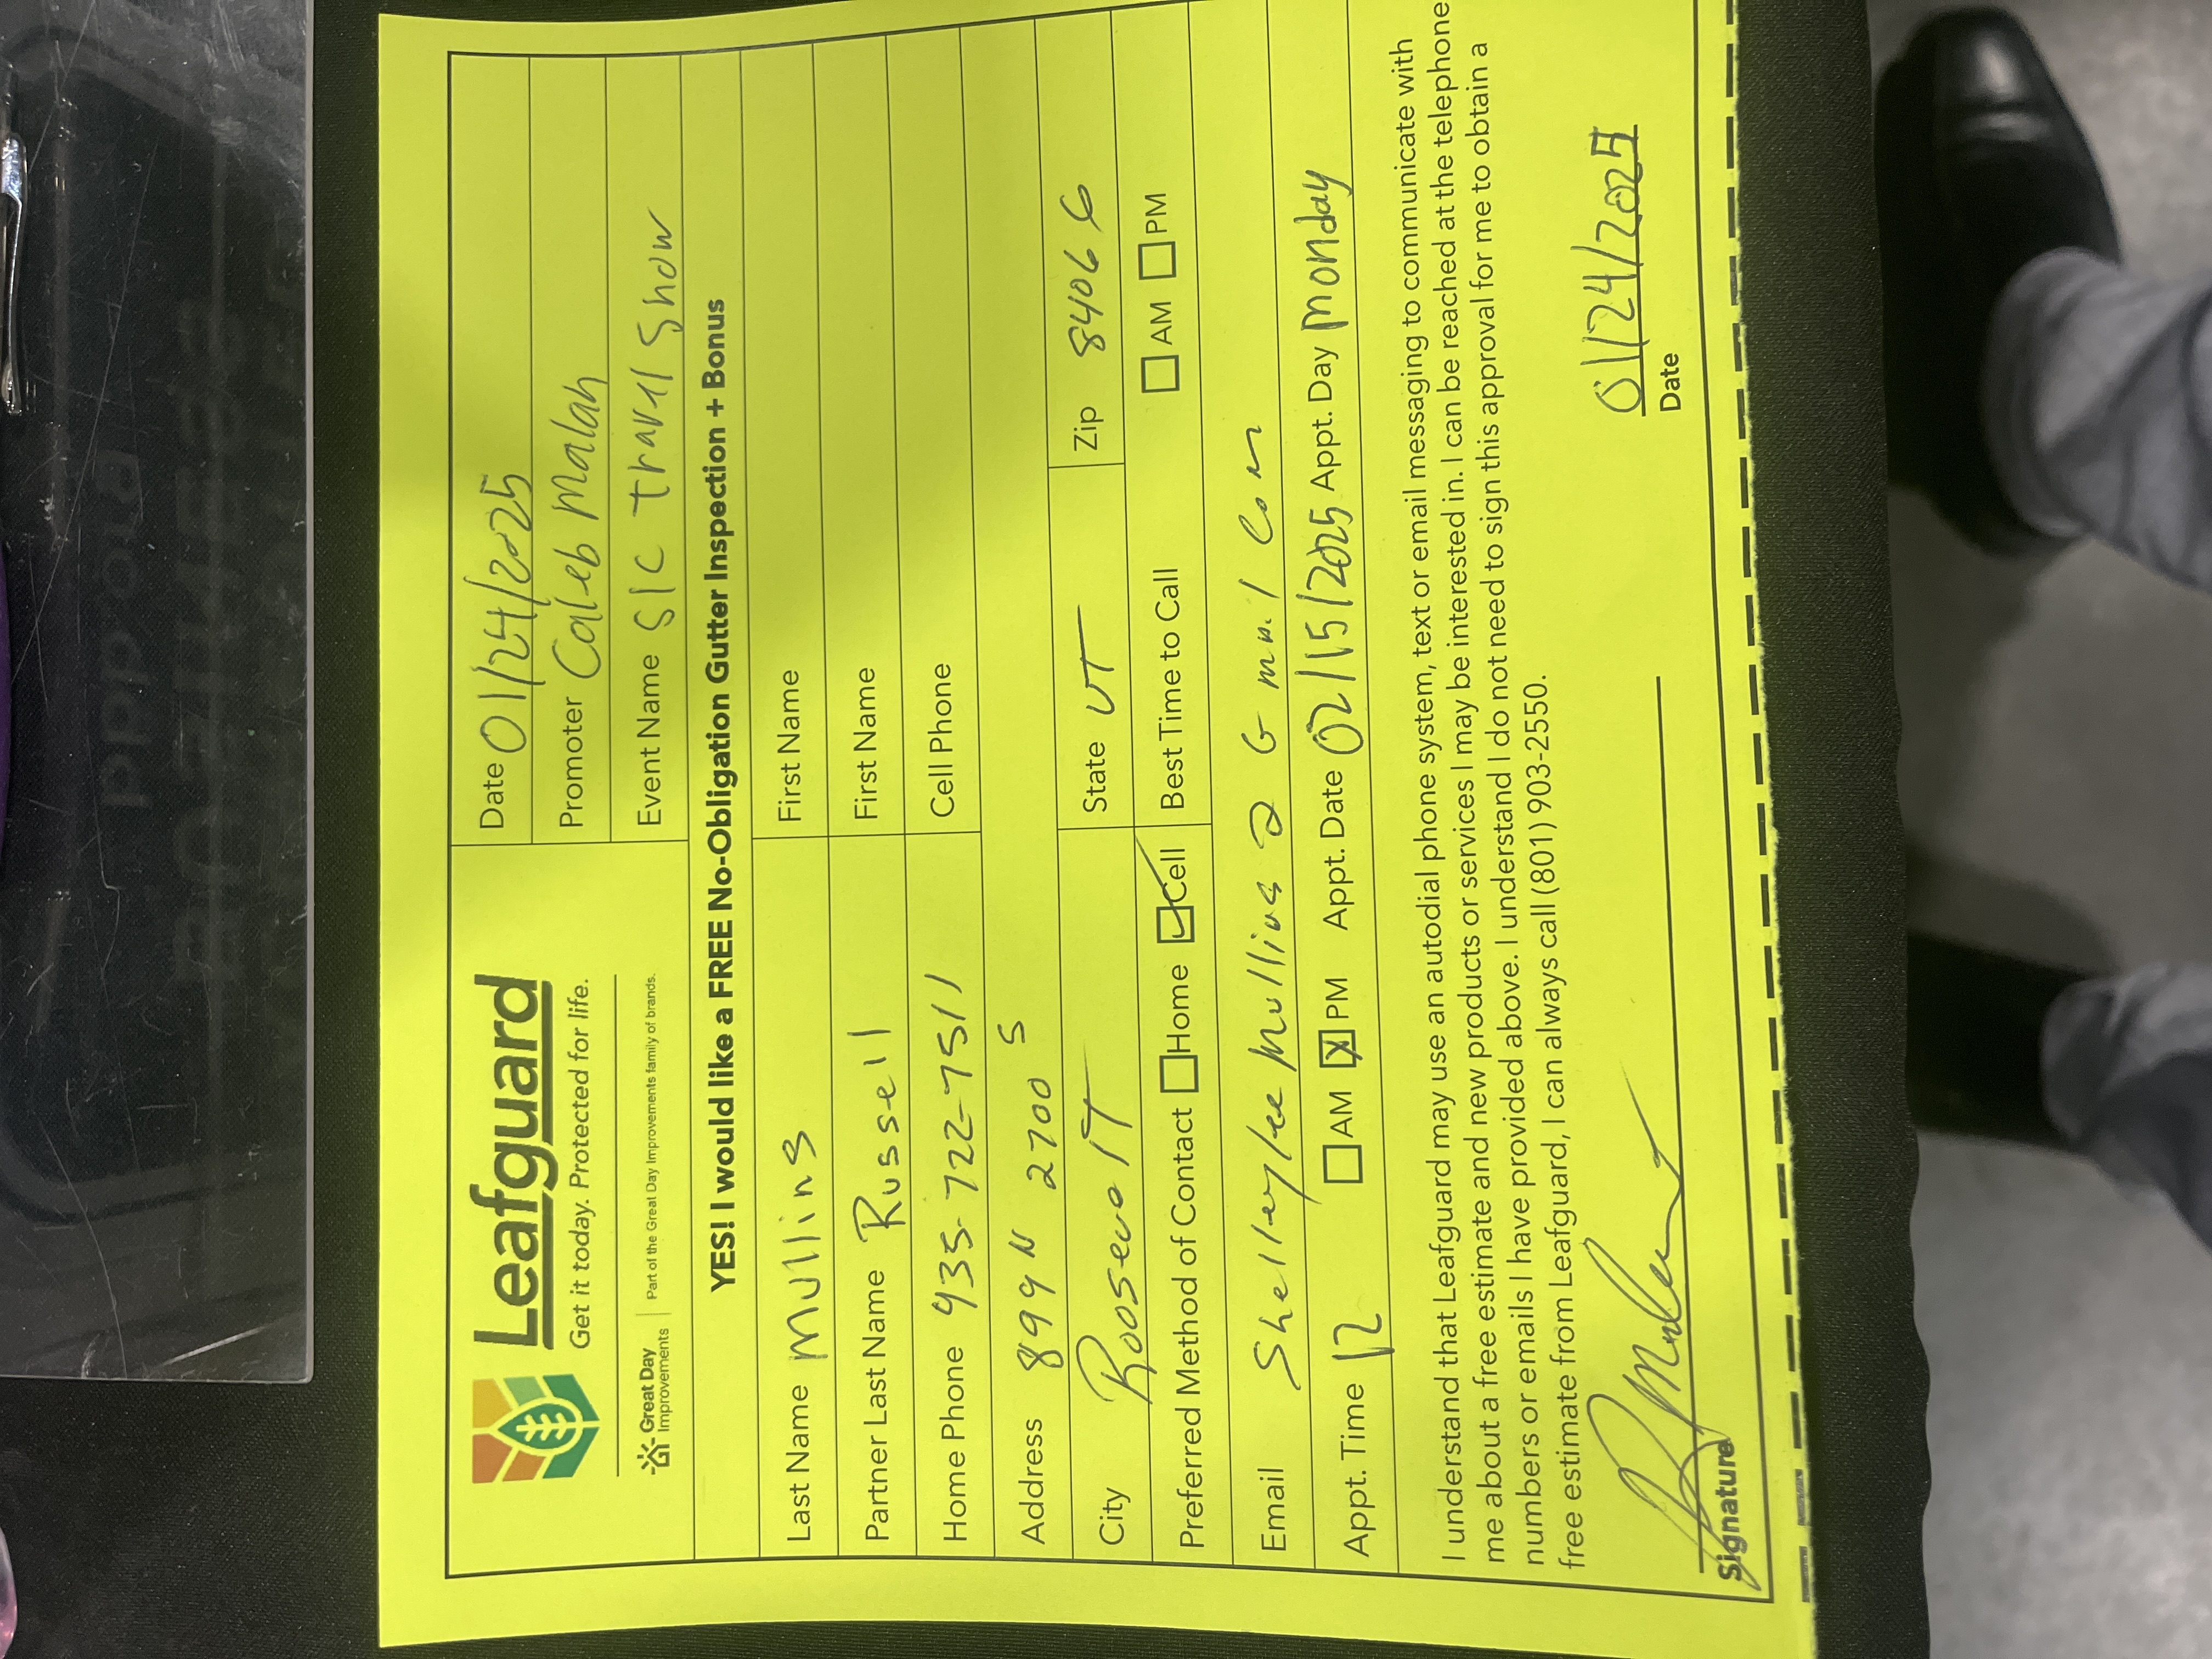 Leafguard
Get it today. Protected for life.
Great Day Improvements
Part of the Great Day Improvements family of brands.
Date 01/24/2025
Promoter Caleb Malan
Event Name SlC Travel Show
YES! I would like a FREE No-Obligation Gutter Inspection + Bonus
Last Name Mullins First Name
Partner Last Name Russell First Name
Home Phone 435-722-7511 Cell Phone
Address 899 N 2700 S
City Roosevelt State UT Zip 84066
Preferred Method of Contact Home Cell Best Time to Call AM PM
Email Shelleylee Mullins @ Gmail Com
Appt. Time 12 AM PM Appt. Date 02/15/2025 Appt. Day Monday
I understand that Leafguard may use an autodial phone system, text or email messaging to communicate with
me about a free estimate and new products or services I may be interested in. I can be reached at the telephone
numbers or emails I have provided above. I understand I do not need to sign this approval for me to obtain a
free estimate from Leafguard, I can always call (801) 903-2550.
01/24/2025
Signature Date